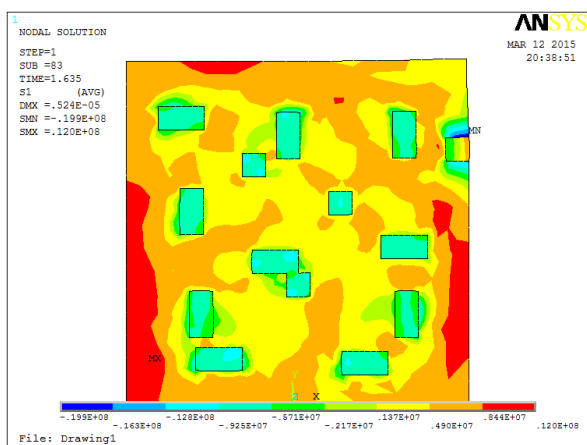 1
NODAL SOLUTION
STEP=1
SUB =83
TIME=1.635
S1 (AVG)
DMX =.524E-05
SMN =-.199E+08
SMX =.120E+08
ANSYS
MAR 12 2015
20:38:51
MN
MX
Y
Z X
-.199E+08 -.128E+08 -.571E+07 .137E+07 .844E+07
-.163E+08 -.925E+07 -.217E+07 .490E+07 .120E+08
File: Drawing1